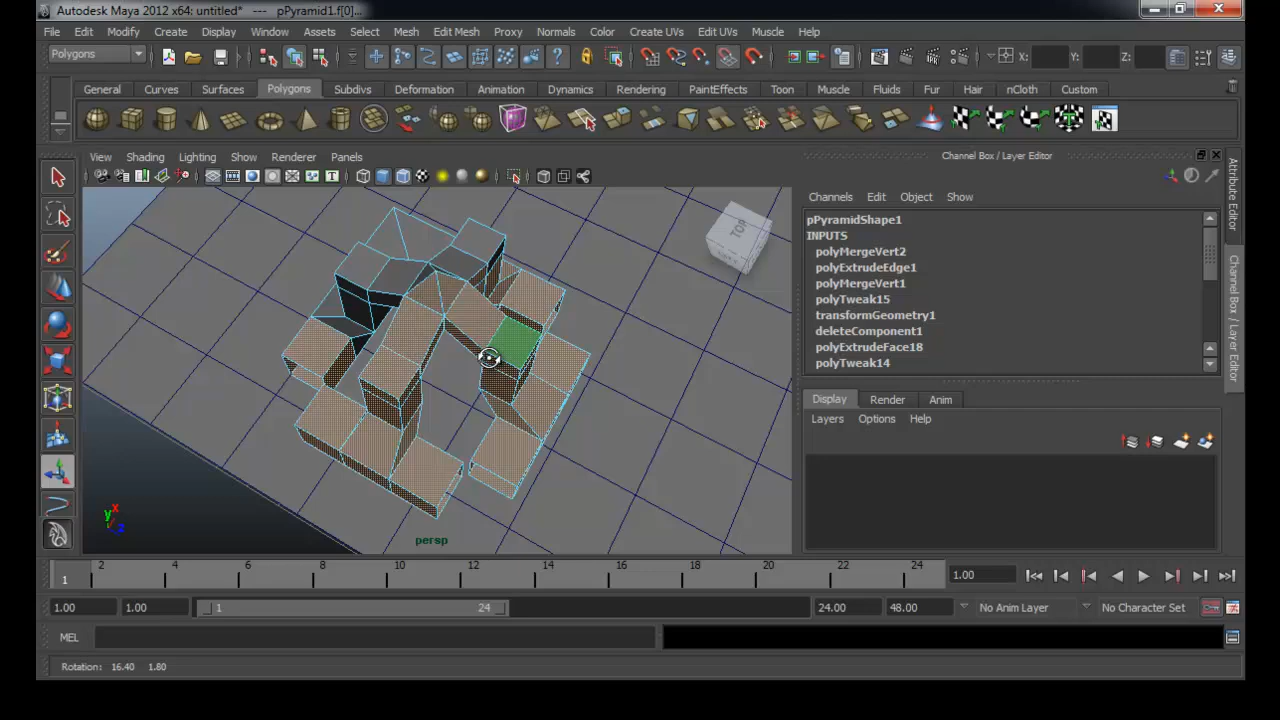 Autodesk Maya 2012 x64: untitled*   ---   pPyramid1.f[0]...
File Edit Modify Create Display Window Assets Select Mesh Edit Mesh Proxy Normals Color Create UVs Edit UVs Muscle Help
Polygons X: Y: Z:
General Curves Surfaces Polygons Subdivs Deformation Animation Dynamics Rendering PaintEffects Toon Muscle Fluids Fur Hair nCloth Custom
View Shading Lighting Show Renderer Panels
Channel Box / Layer Editor
Channels Edit Object Show
pPyramidShape1
INPUTS
polyMergeVert2
polyExtrudeEdge1
polyMergeVert1
polyTweak15
transformGeometry1
deleteComponent1
polyExtrudeFace18
polyTweak14
Attribute Editor
Channel Box / Layer Editor
TOP
y x z
persp
Display Render Anim
Layers Options Help
1 2 4 6 8 10 12 14 16 18 20 22 24 1.00
1.00 1.00 1 24 24.00 48.00 No Anim Layer No Character Set
MEL
Rotation: 16.40 1.80